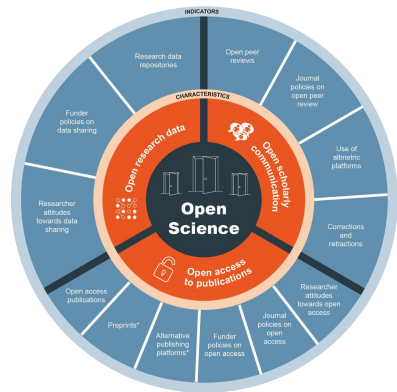 INDICATORS
CHARACTERISTICS
Open
Science
Open research data
Open scholarly
communication
Open access
to publications
Research data
repositories
Funder
policies on
data sharing
Researcher
attitudes
towards data
sharing
Open peer
reviews
Journal
policies on
open peer
review
Use of
altmetric
platforms
Corrections
and
retractions
Open access
publications
Preprints*
Alternative
publishing
platforms*
Funder
policies on
open access
Journal
policies on
open
access
Researcher
attitudes
towards open
access